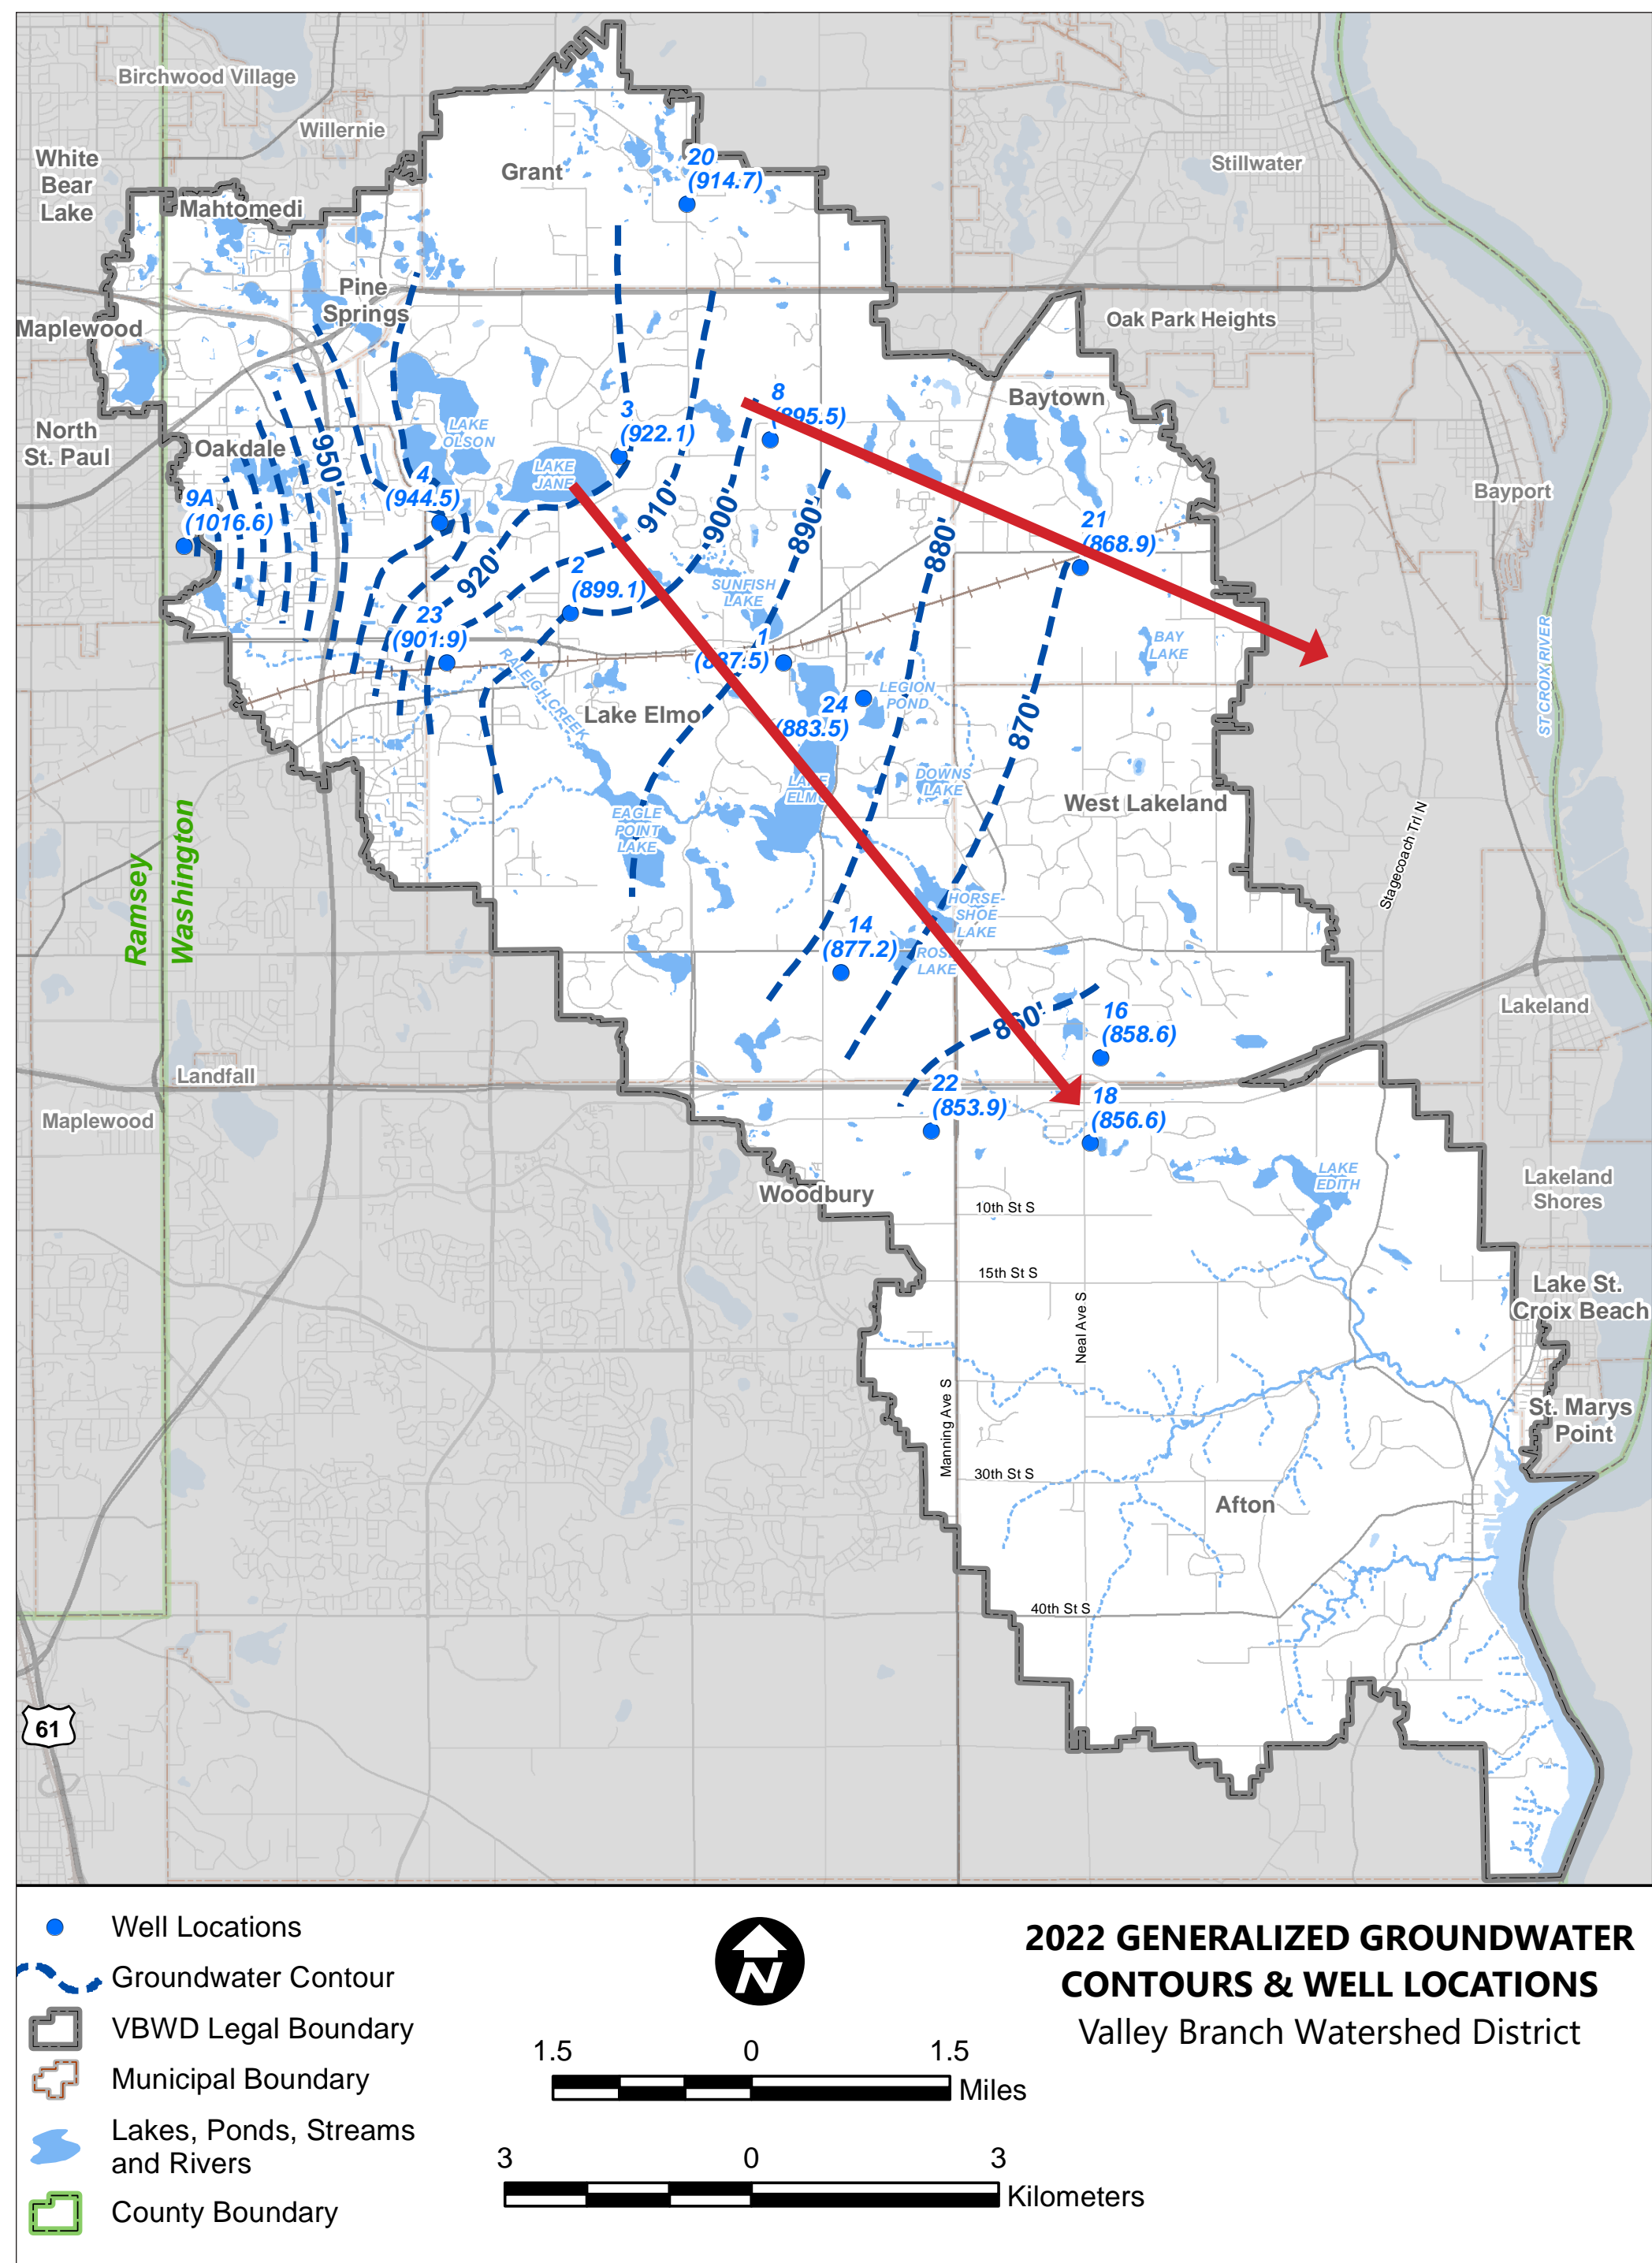 Birchwood Village
Willernie
White
Bear
Lake
Grant
20
(914.7)
Stillwater
Mahtomedi
Pine
Springs
Maplewood
Oak Park Heights
8
(895.5)
Baytown
3
(922.1)
LAKE
OLSON
North
St. Paul
Oakdale
950'
LAKE
JANE
4
(944.5)
9A
(1016.6)
910'
900'
890'
880'
Bayport
21
(868.9)
920'
2
(899.1)
SUNFISH
LAKE
23
(901.9)
1
(887.5)
BAY
LAKE
ST CROIX RIVER
RALEIGH CREEK
Lake Elmo
24
(883.5)
LEGION
POND
870'
LAKE
ELMO
DOWNS
LAKE
West Lakeland
EAGLE
POINT
LAKE
Stagecoach Trl N
Ramsey
Washington
HORSE-
SHOE
LAKE
14
(877.2)
ROSE
LAKE
860'
16
(858.6)
Lakeland
Landfall
22
(853.9)
18
(856.6)
Maplewood
Woodbury
LAKE
EDITH
Lakeland
Shores
10th St S
15th St S
Lake St.
Croix Beach
Neal Ave S
Manning Ave S
St. Marys
Point
30th St S
Afton
40th St S
61
Well Locations
Groundwater Contour
VBWD Legal Boundary
Municipal Boundary
Lakes, Ponds, Streams
and Rivers
County Boundary
N
1.5 0 1.5
Miles
3 0 3
Kilometers
2022 GENERALIZED GROUNDWATER
CONTOURS & WELL LOCATIONS
Valley Branch Watershed District